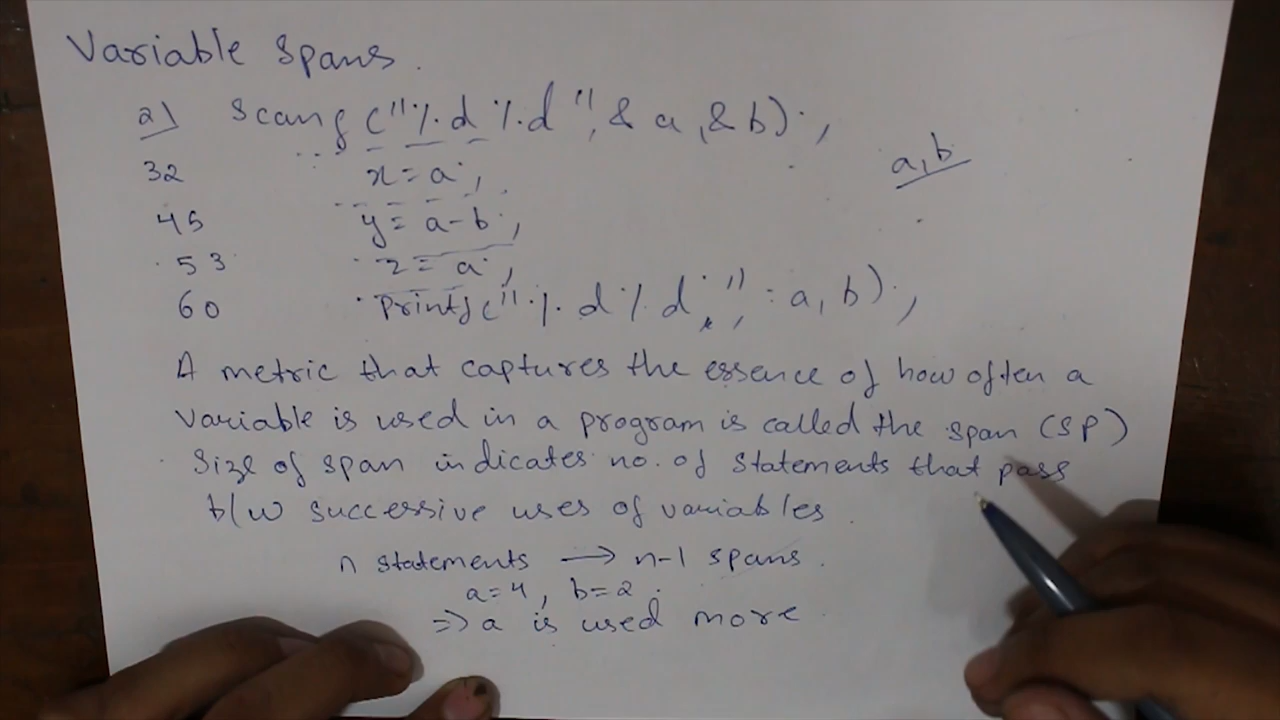 Variable spans.
21 scanf ("%d %d", & a, & b);
32 x = a;
45 y = a - b;
53 z = a;
60 printf ("%d %d", a, b);
a, b
A metric that captures the essence of how often a
variable is used in a program is called the span (SP)
Size of span indicates no. of statements that pass
b/w successive uses of variables.
n statements → n-1 spans.
a=4, b=2.
=> a is used more